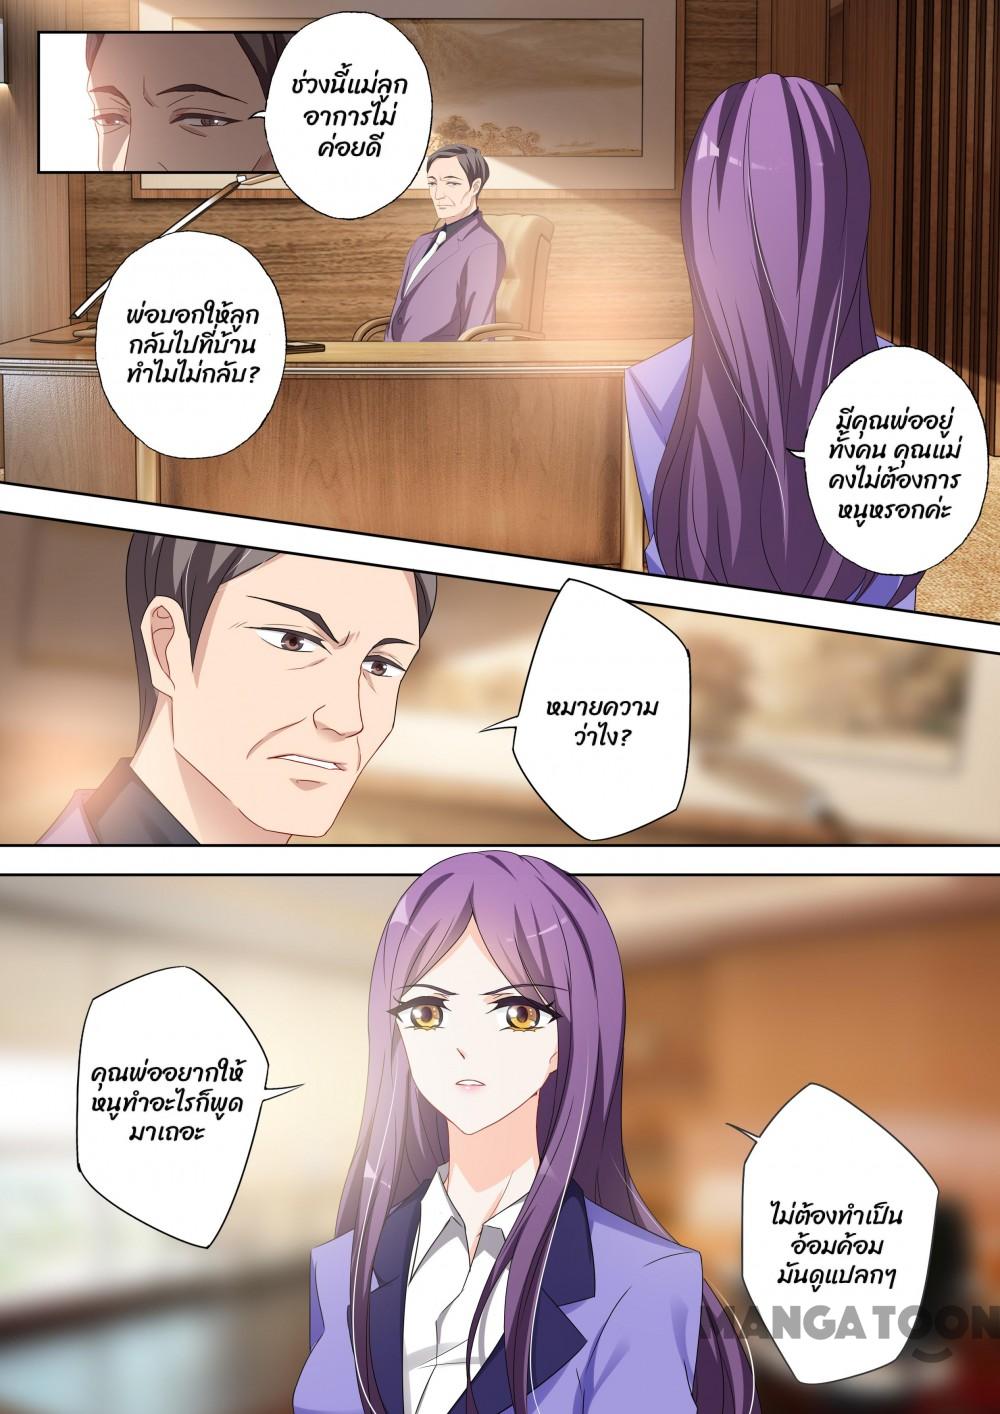 ช่วงนี้แม่ลูก
อาการไม่
ค่อยดี
พ่อบอกให้ลูก
กลับไปที่บ้าน
ทำไมไม่กลับ?
มีคุณพ่ออยู่
ทั้งคน คุณแม่
คงไม่ต้องการ
หนูหรอกค่ะ
หมายความ
ว่าไง?
คุณพ่ออยากให้
หนูทำอะไรก็พูด
มาเถอะ
ไม่ต้องทำเป็น
อ้อมค้อม
มันดูแปลกๆ
MANGATOON